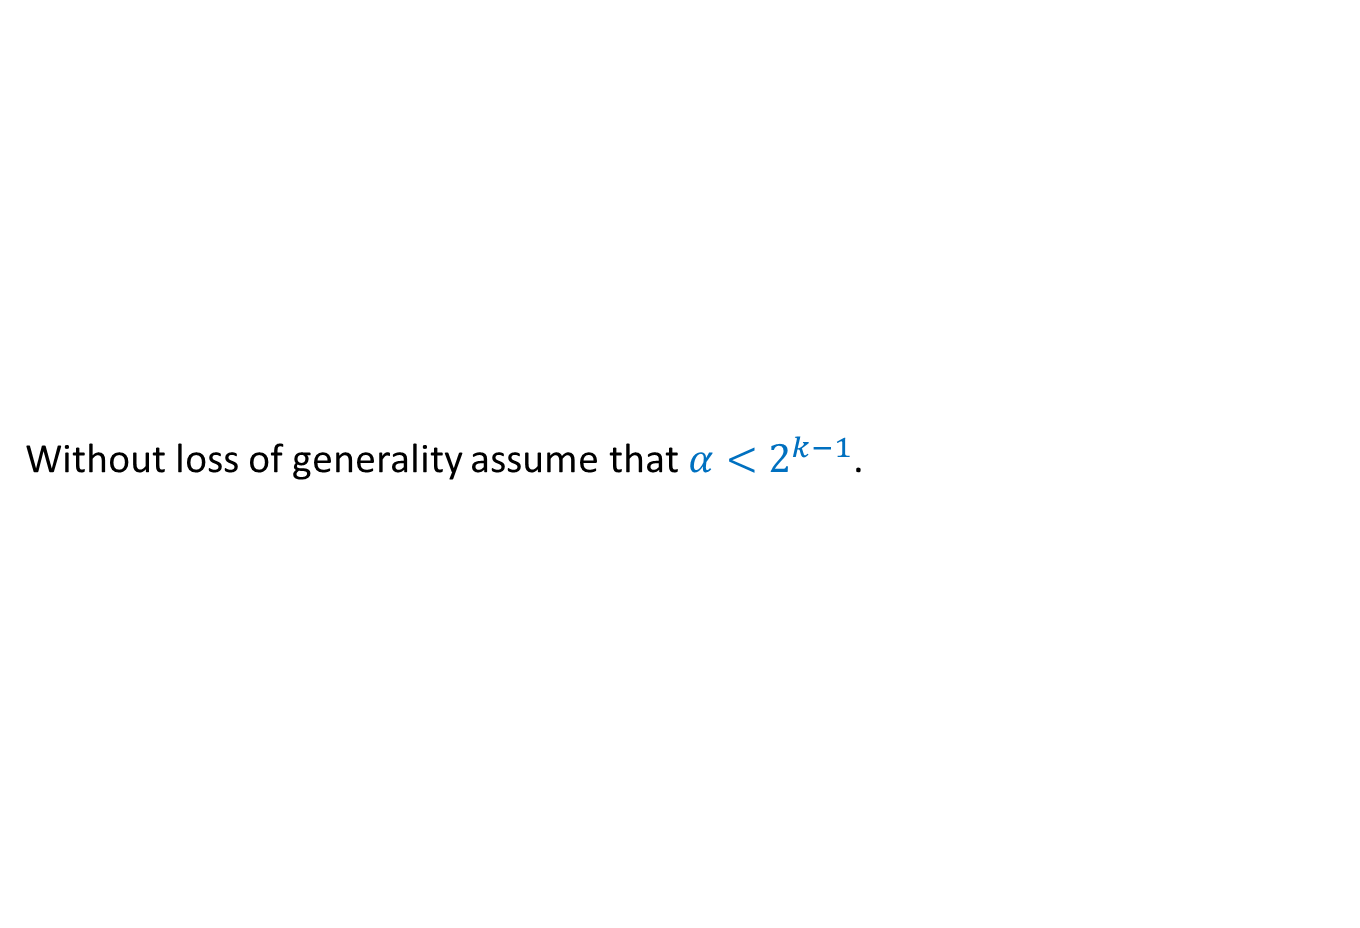 Without loss of generality assume that α < 2^{k−1}.